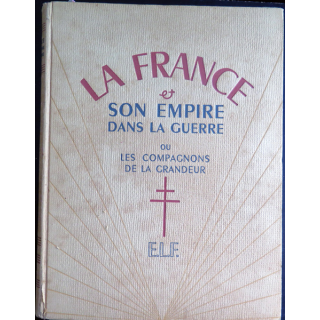 LA FRANCE
et
SON EMPIRE
DANS LA GUERRE
OU
LES COMPAGNONS
DE LA GRANDEUR
E.L.F.